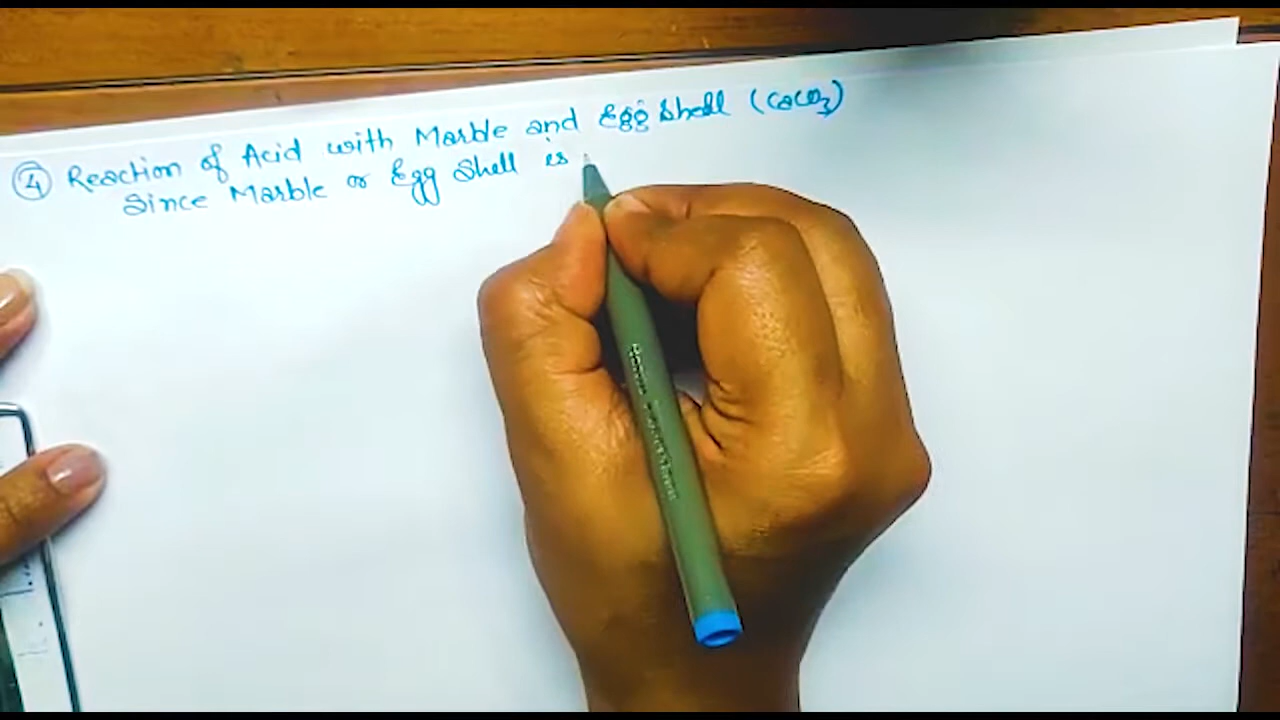 ④ Reaction of Acid with Marble and Egg Shell (CaCO3)
Since Marble or Egg Shell is